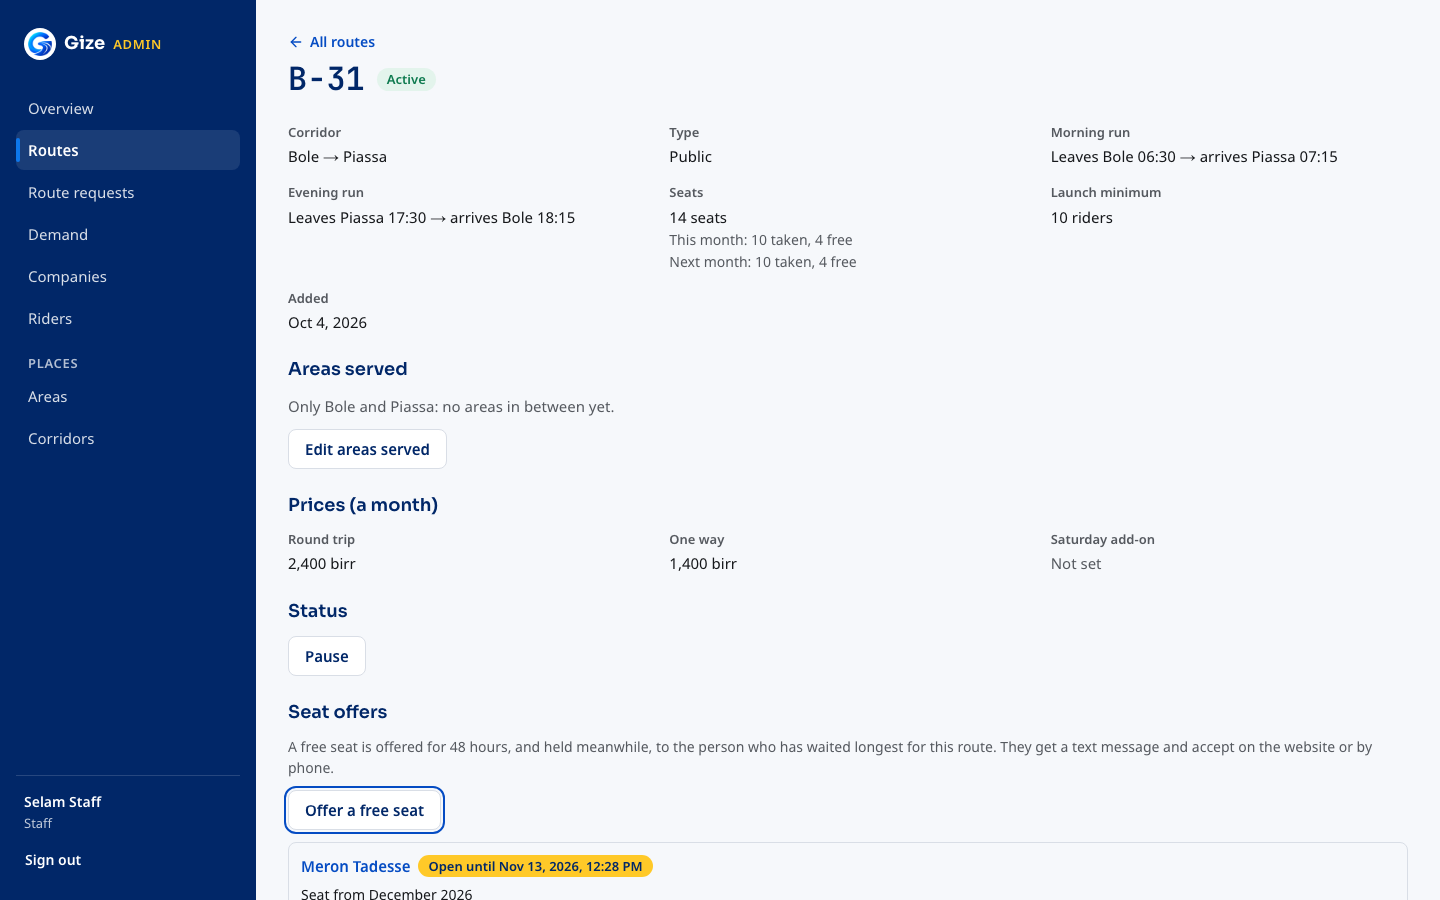 Gize ADMIN
Overview
Routes
Route requests
Demand
Companies
Riders
PLACES
Areas
Corridors
Selam Staff
Staff
Sign out
← All routes
B-31 Active
Corridor
Bole → Piassa
Type
Public
Morning run
Leaves Bole 06:30 → arrives Piassa 07:15
Evening run
Leaves Piassa 17:30 → arrives Bole 18:15
Seats
14 seats
This month: 10 taken, 4 free
Next month: 10 taken, 4 free
Launch minimum
10 riders
Added
Oct 4, 2026
Areas served
Only Bole and Piassa: no areas in between yet.
Edit areas served
Prices (a month)
Round trip
2,400 birr
One way
1,400 birr
Saturday add-on
Not set
Status
Pause
Seat offers
A free seat is offered for 48 hours, and held meanwhile, to the person who has waited longest for this route. They get a text message and accept on the website or by
phone.
Offer a free seat
Meron Tadesse Open until Nov 13, 2026, 12:28 PM
Seat from December 2026